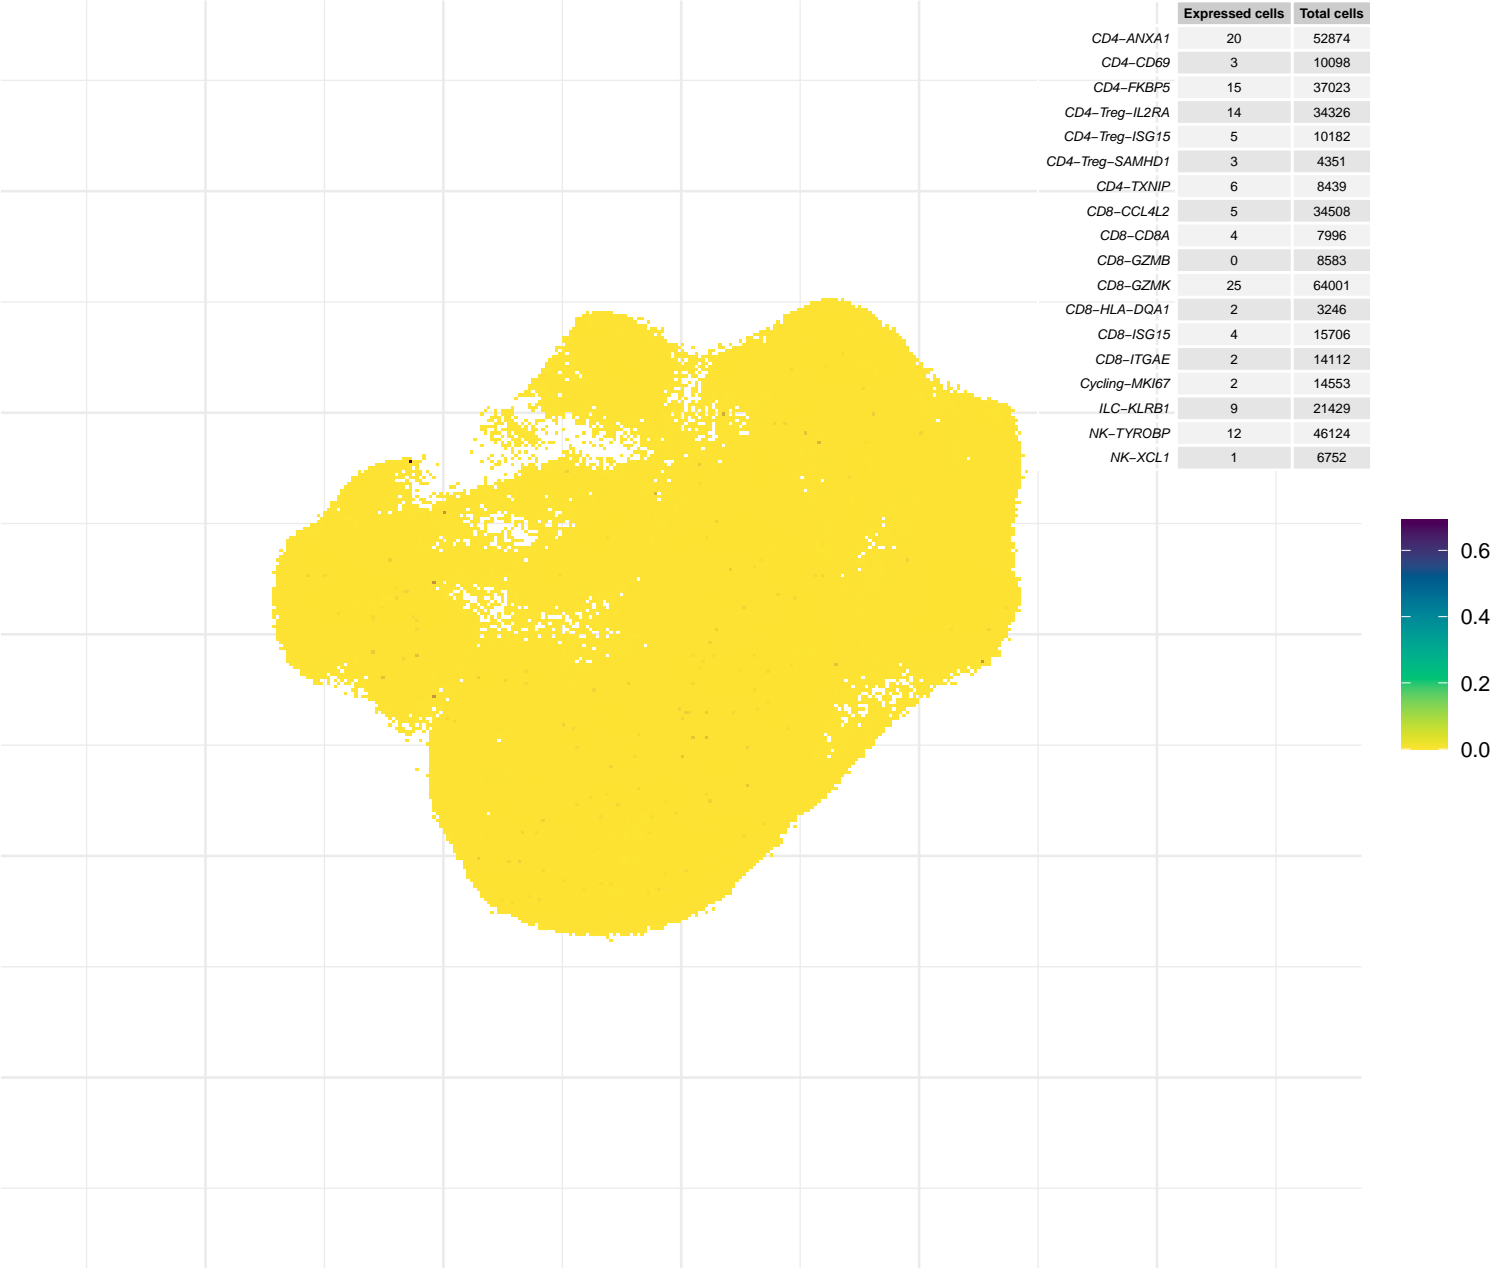 Expressed cells Total cells
CD4−ANXA1 20 52874
CD4−CD69 3 10098
CD4−FKBP5 15 37023
CD4−Treg−IL2RA 14 34326
CD4−Treg−ISG15 5 10182
CD4−Treg−SAMHD1 3 4351
CD4−TXNIP 6 8439
CD8−CCL4L2 5 34508
CD8−CD8A 4 7996
CD8−GZMB 0 8583
CD8−GZMK 25 64001
CD8−HLA−DQA1 2 3246
CD8−ISG15 4 15706
CD8−ITGAE 2 14112
Cycling−MKI67 2 14553
ILC−KLRB1 9 21429
NK−TYROBP 12 46124
NK−XCL1 1 6752
0.6
0.4
0.2
0.0